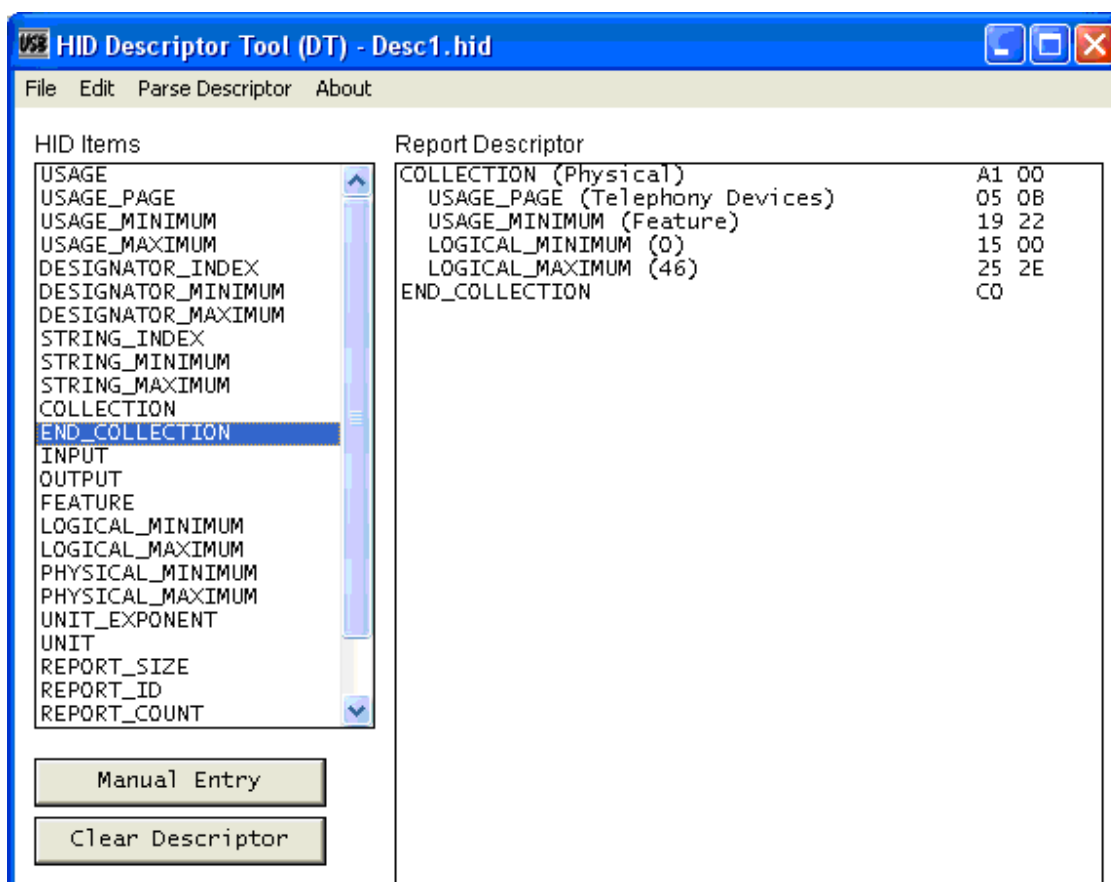 USB HID Descriptor Tool (DT) - Desc1.hid
File Edit Parse Descriptor About
HID Items
USAGE
USAGE_PAGE
USAGE_MINIMUM
USAGE_MAXIMUM
DESIGNATOR_INDEX
DESIGNATOR_MINIMUM
DESIGNATOR_MAXIMUM
STRING_INDEX
STRING_MINIMUM
STRING_MAXIMUM
COLLECTION
END_COLLECTION
INPUT
OUTPUT
FEATURE
LOGICAL_MINIMUM
LOGICAL_MAXIMUM
PHYSICAL_MINIMUM
PHYSICAL_MAXIMUM
UNIT_EXPONENT
UNIT
REPORT_SIZE
REPORT_ID
REPORT_COUNT
Manual Entry
Clear Descriptor
Report Descriptor
COLLECTION (Physical) A1 00
USAGE_PAGE (Telephony Devices) 05 0B
USAGE_MINIMUM (Feature) 19 22
LOGICAL_MINIMUM (0) 15 00
LOGICAL_MAXIMUM (46) 25 2E
END_COLLECTION C0